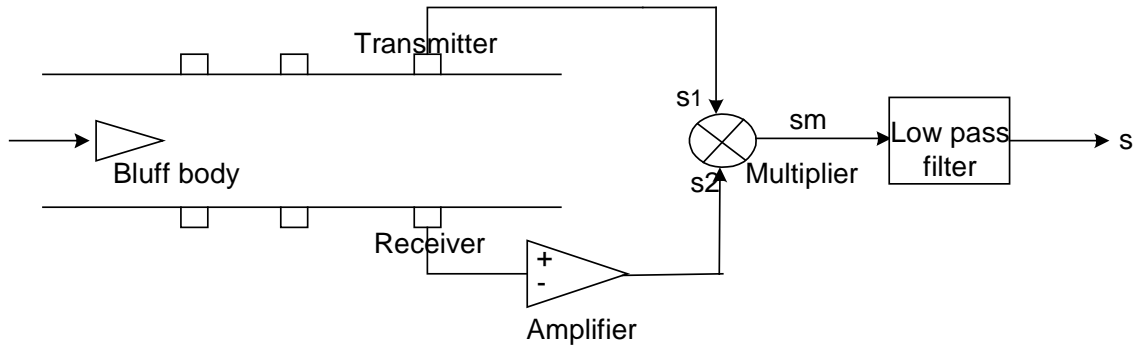 Transmitter
s1
sm
Low pass
filter
s
Bluff body
s2
Multiplier
Receiver
+
-
Amplifier